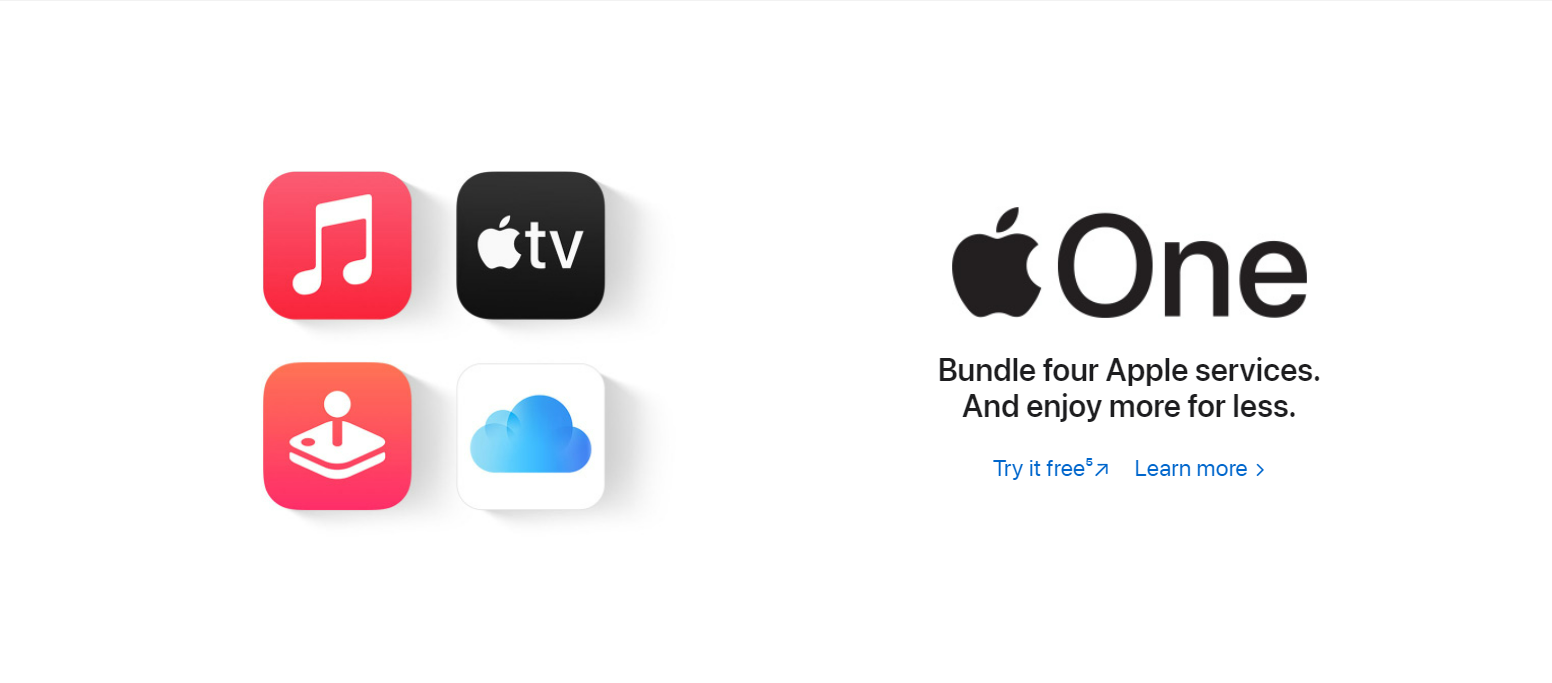 tv
One
Bundle four Apple services.
And enjoy more for less.
Try it free⁵↗ Learn more >